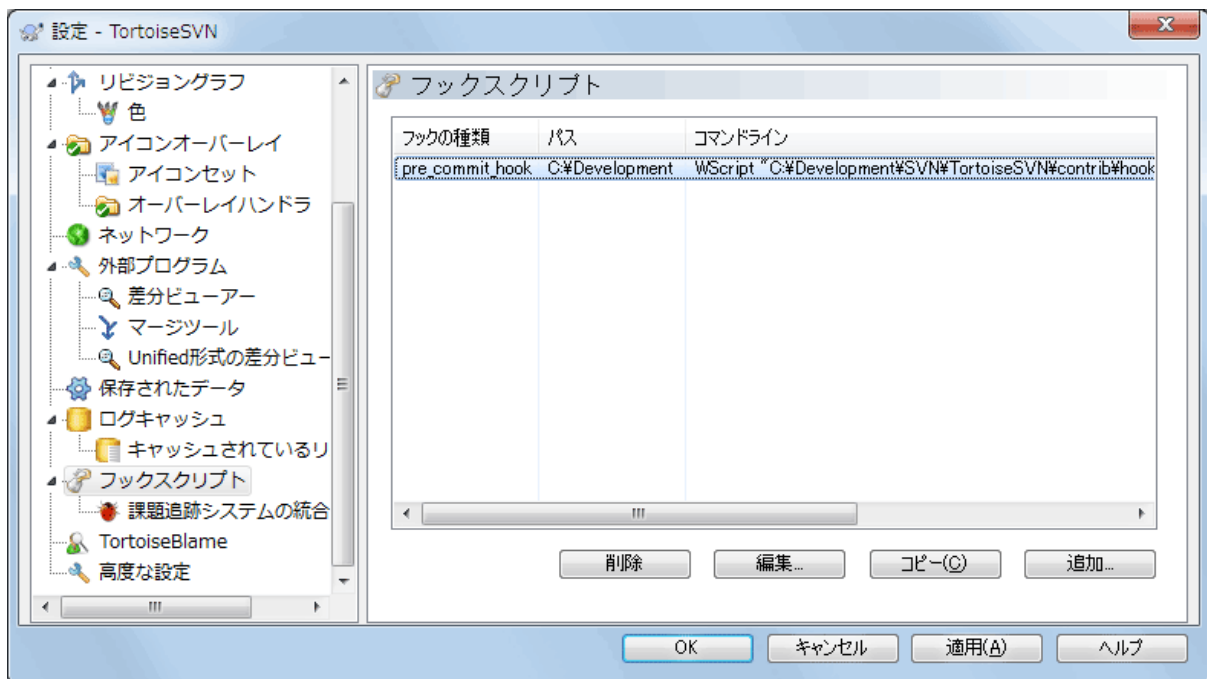 設定 - TortoiseSVN
リビジョングラフ
色
アイコンオーバーレイ
アイコンセット
オーバーレイハンドラ
ネットワーク
外部プログラム
差分ビューアー
マージツール
Unified形式の差分ビュー
保存されたデータ
ログキャッシュ
キャッシュされているリ
フックスクリプト
課題追跡システムの統合
TortoiseBlame
高度な設定
フックスクリプト
フックの種類 パス コマンドライン
pre_commit_hook C:¥Development WScript "C:¥Development¥SVN¥TortoiseSVN¥contrib¥hook
削除 編集... コピー(C) 追加...
OK キャンセル 適用(A) ヘルプ